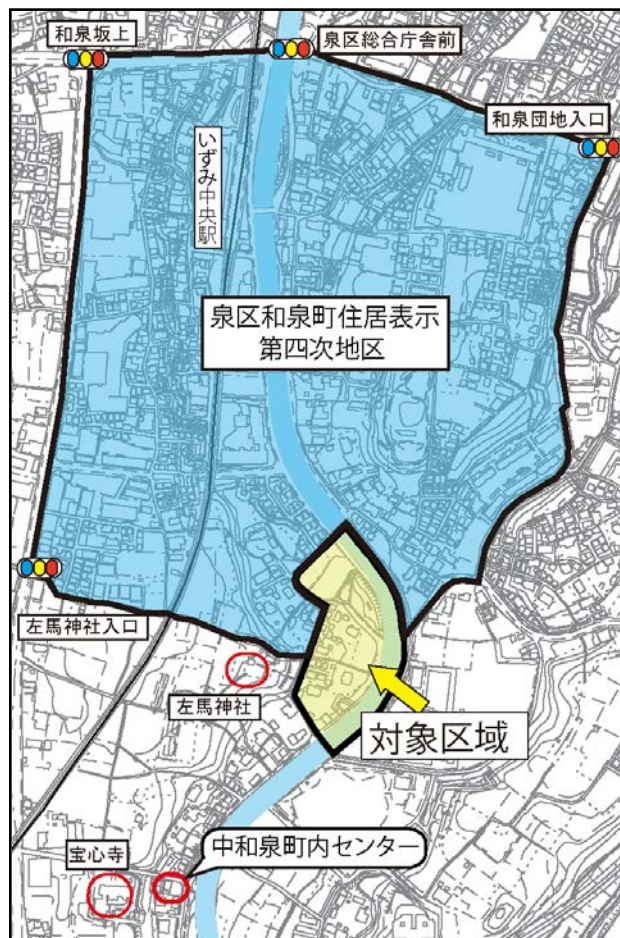 和泉坂上
泉区総合庁舎前
和泉団地入口
いずみ中央駅
泉区和泉町住居表示
第四次地区
左馬神社入口
左馬神社
対象区域
宝心寺
中和泉町内センター